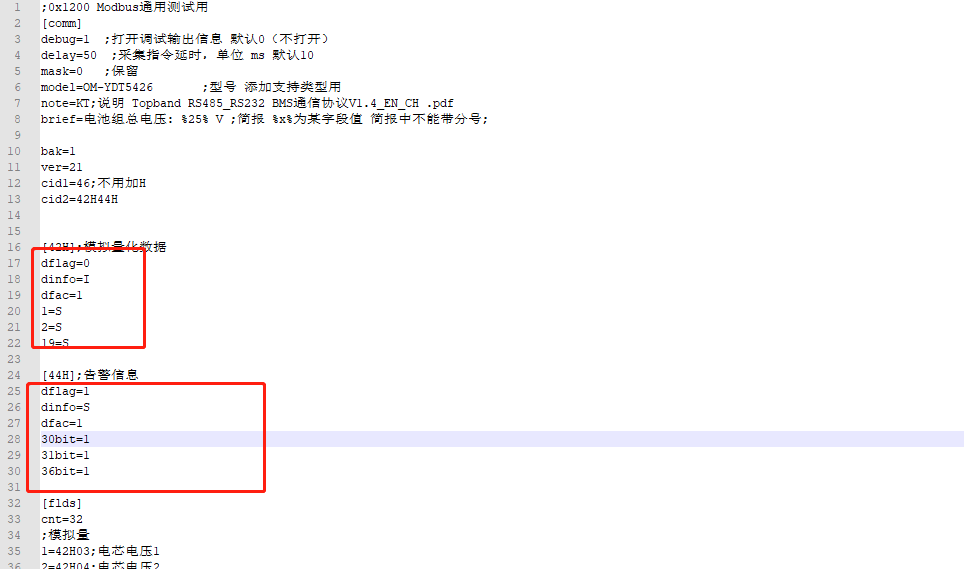 1 ;0x1200 Modbus通用测试用
2 [comm]
3 debug=1 ;打开调试输出信息 默认0（不打开）
4 delay=50 ;采集指令延时，单位 ms 默认10
5 mask=0 ;保留
6 model=OM-YDT5426 ;型号 添加支持类型用
7 note=KT;说明 Topband RS485_RS232 BMS通信协议V1.4_EN_CH .pdf
8 brief=电池组总电压: %25% V ;简报 %x%为某字段值 简报中不能带分号;
9
10 bak=1
11 ver=21
12 cid1=46;不用加H
13 cid2=42H44H
14
15
16 [42H];模拟量化数据
17 dflag=0
18 dinfo=I
19 dfac=1
20 1=S
21 2=S
22 19=S
23
24 [44H];告警信息
25 dflag=1
26 dinfo=S
27 dfac=1
28 30bit=1
29 31bit=1
30 36bit=1
31
32 [flds]
33 cnt=32
34 ;模拟量
35 1=42H03;电芯电压1
36 2=42H04;电芯电压2